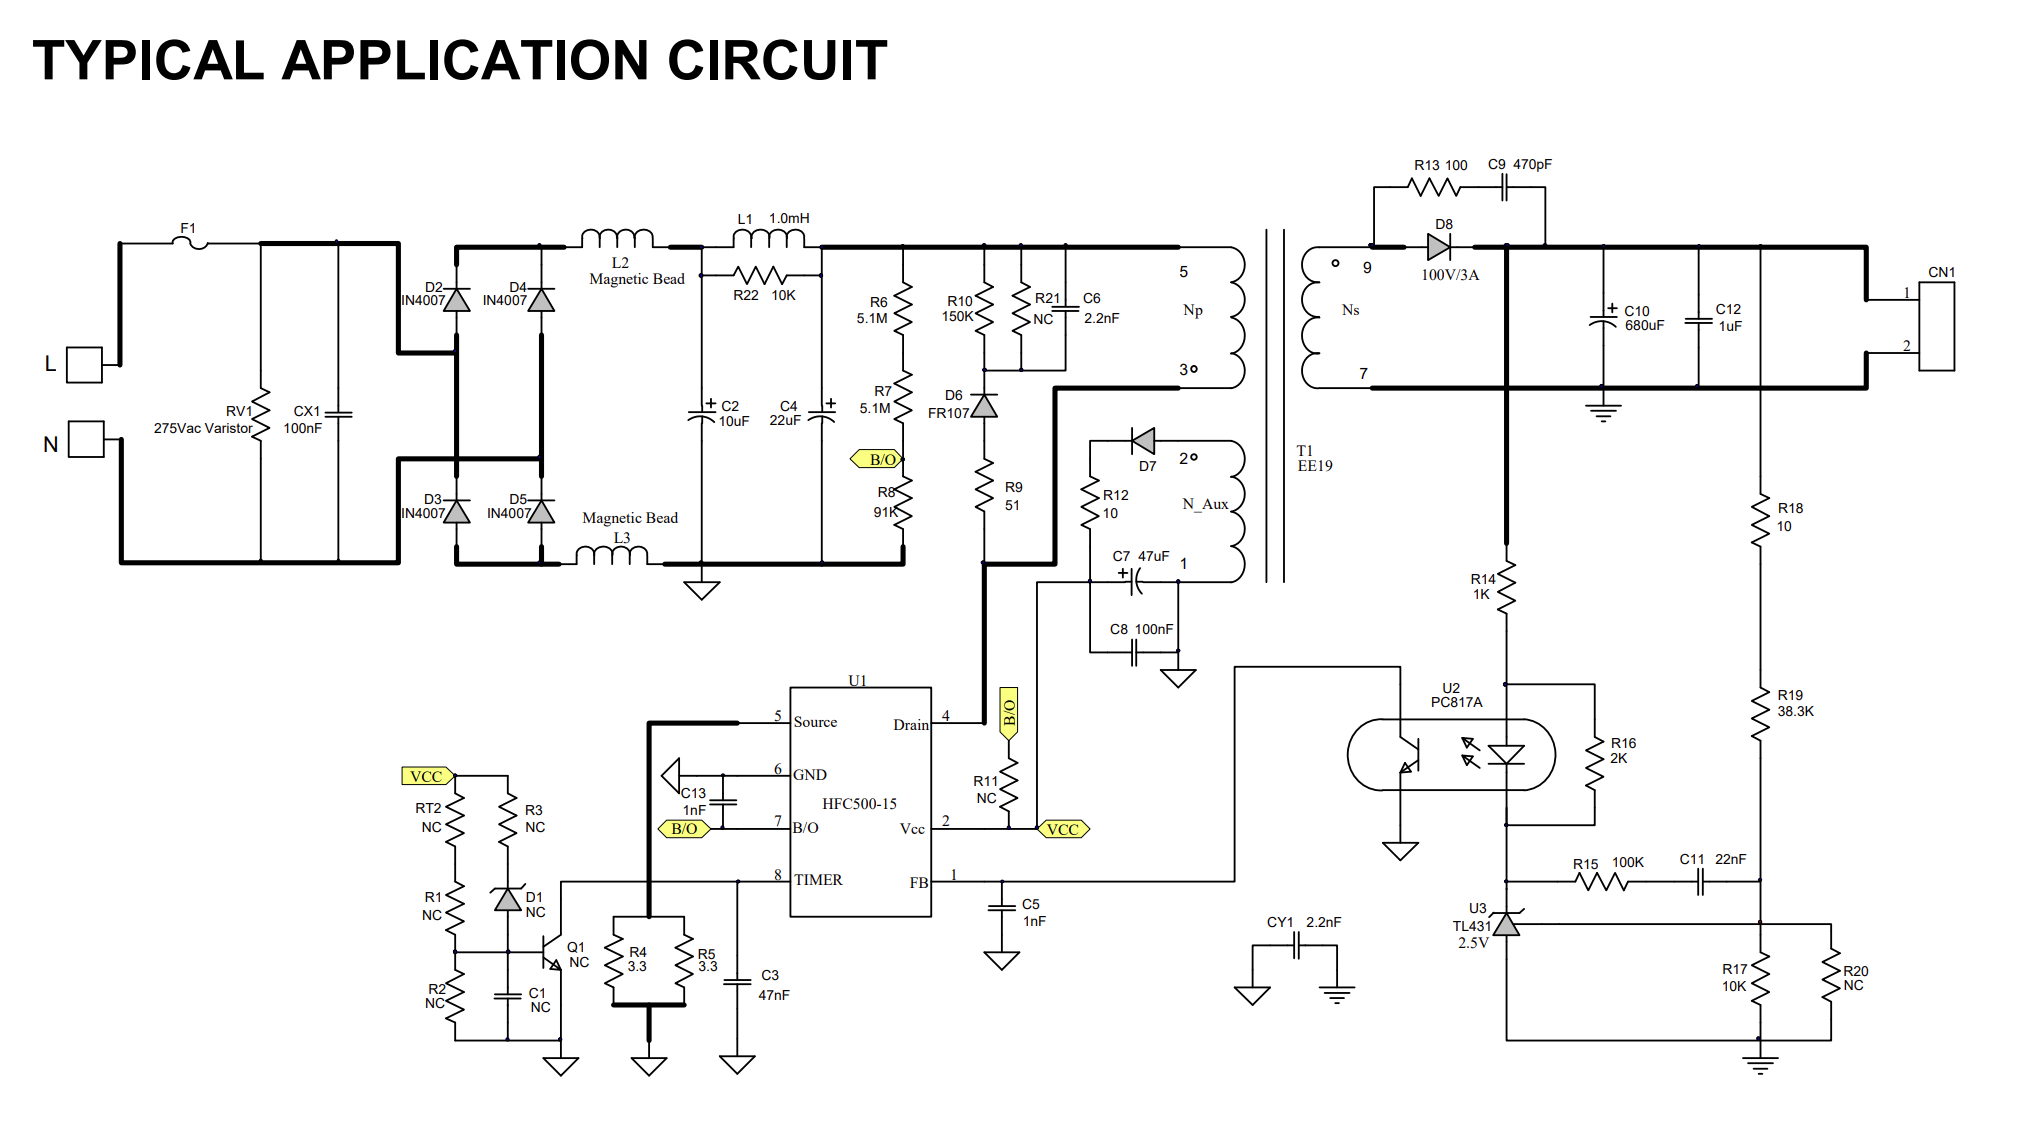 TYPICAL APPLICATION CIRCUIT
R13 100
C9 470pF
F1
L1 1.0mH
D8
L2
Magnetic Bead
R22 10K
5
9
100V/3A
CN1
1
2
D2
IN4007
D4
IN4007
R6
5.1M
R10
150K
R21
NC
C6
2.2nF
Np
Ns
C10
680uF
C12
1uF
L
3
7
R7
5.1M
D6
FR107
RV1
275Vac Varistor
CX1
100nF
C2
10uF
C4
22uF
N
B/O
D7
2
T1
EE19
D3
IN4007
D5
IN4007
Magnetic Bead
L3
R8
91K
R9
51
R12
10
N_Aux
R18
10
C7 47uF
1
R14
1K
C8 100nF
U1
B/O
U2
PC817A
R19
38.3K
5
Source
Drain
4
R16
2K
6
GND
C13
1nF
HFC500-15
R11
NC
VCC
RT2
NC
R3
NC
B/O
7
B/O
Vcc
2
VCC
8
TIMER
FB
1
R15 100K
C11 22nF
R1
NC
D1
NC
C5
1nF
U3
TL431
2.5V
CY1 2.2nF
Q1
NC
R4
3.3
R5
3.3
C3
47nF
R2
NC
C1
NC
R17
10K
R20
NC